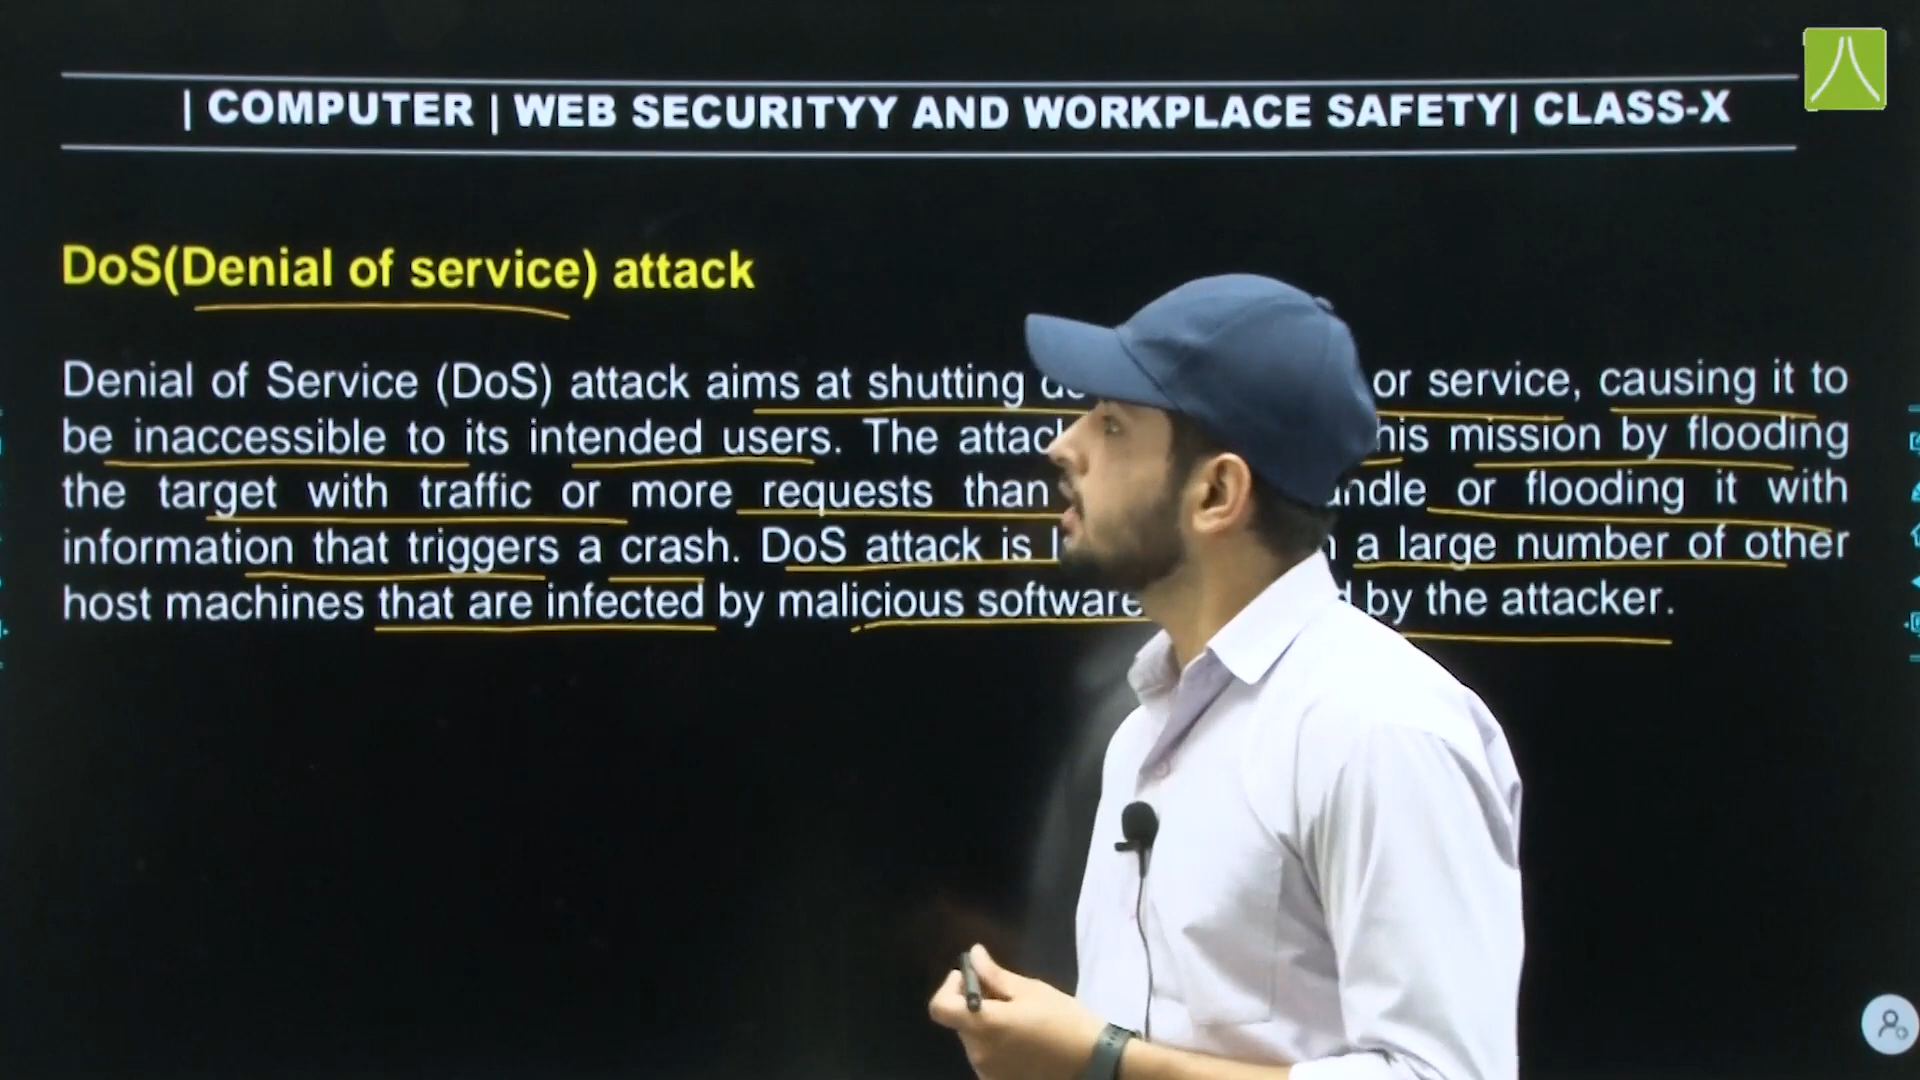 | COMPUTER | WEB SECURITYY AND WORKPLACE SAFETY| CLASS-X
DoS(Denial of service) attack
Denial of Service (DoS) attack aims at shutting or service, causing it to
be inaccessible to its intended users. The mission by flooding
the target with traffic or more requests than or flooding it with
information that triggers a crash. DoS attack is a large number of other
host machines that are infected by malicious software by the attacker.